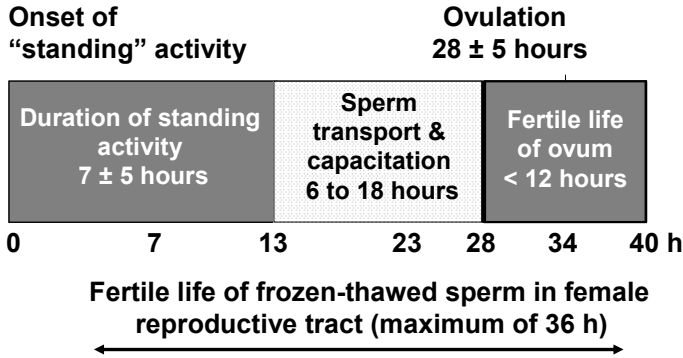 Onset of
“standing” activity
Ovulation
28 ± 5 hours
Duration of standing
activity
7 ± 5 hours
Sperm
transport &
capacitation
6 to 18 hours
Fertile life
of ovum
< 12 hours
0 7 13 23 28 34 40 h
Fertile life of frozen-thawed sperm in female
reproductive tract (maximum of 36 h)